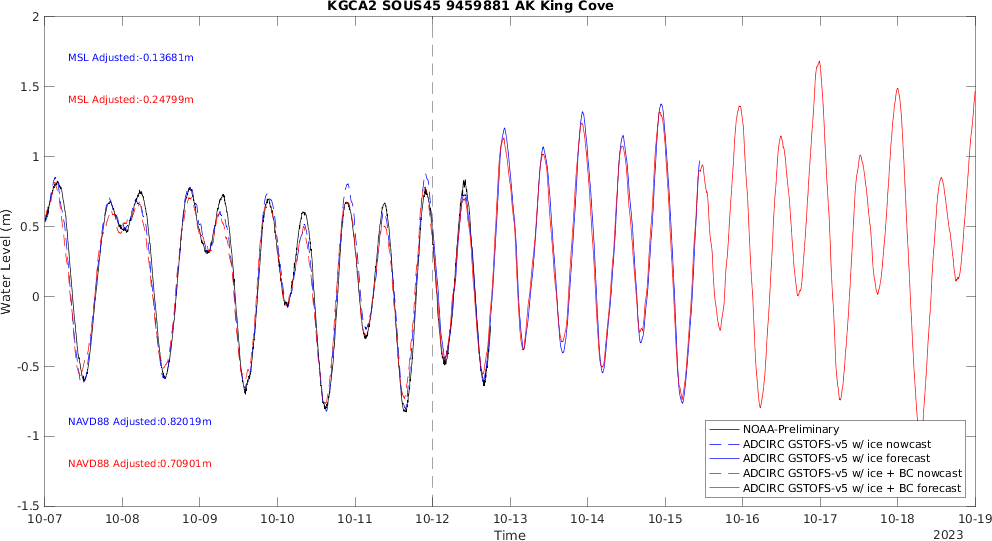 KGCA2 SOUS45 9459881 AK King Cove
2
1.5
1
0.5
0
-0.5
-1
-1.5
Water Level (m)
MSL Adjusted:-0.13681m
MSL Adjusted:-0.24799m
NAVD88 Adjusted:0.82019m
NAVD88 Adjusted:0.70901m
NOAA-Preliminary
ADCIRC GSTOFS-v5 w/ ice nowcast
ADCIRC GSTOFS-v5 w/ ice forecast
ADCIRC GSTOFS-v5 w/ ice + BC nowcast
ADCIRC GSTOFS-v5 w/ ice + BC forecast
10-07 10-08 10-09 10-10 10-11 10-12 10-13 10-14 10-15 10-16 10-17 10-18 10-19
Time
2023